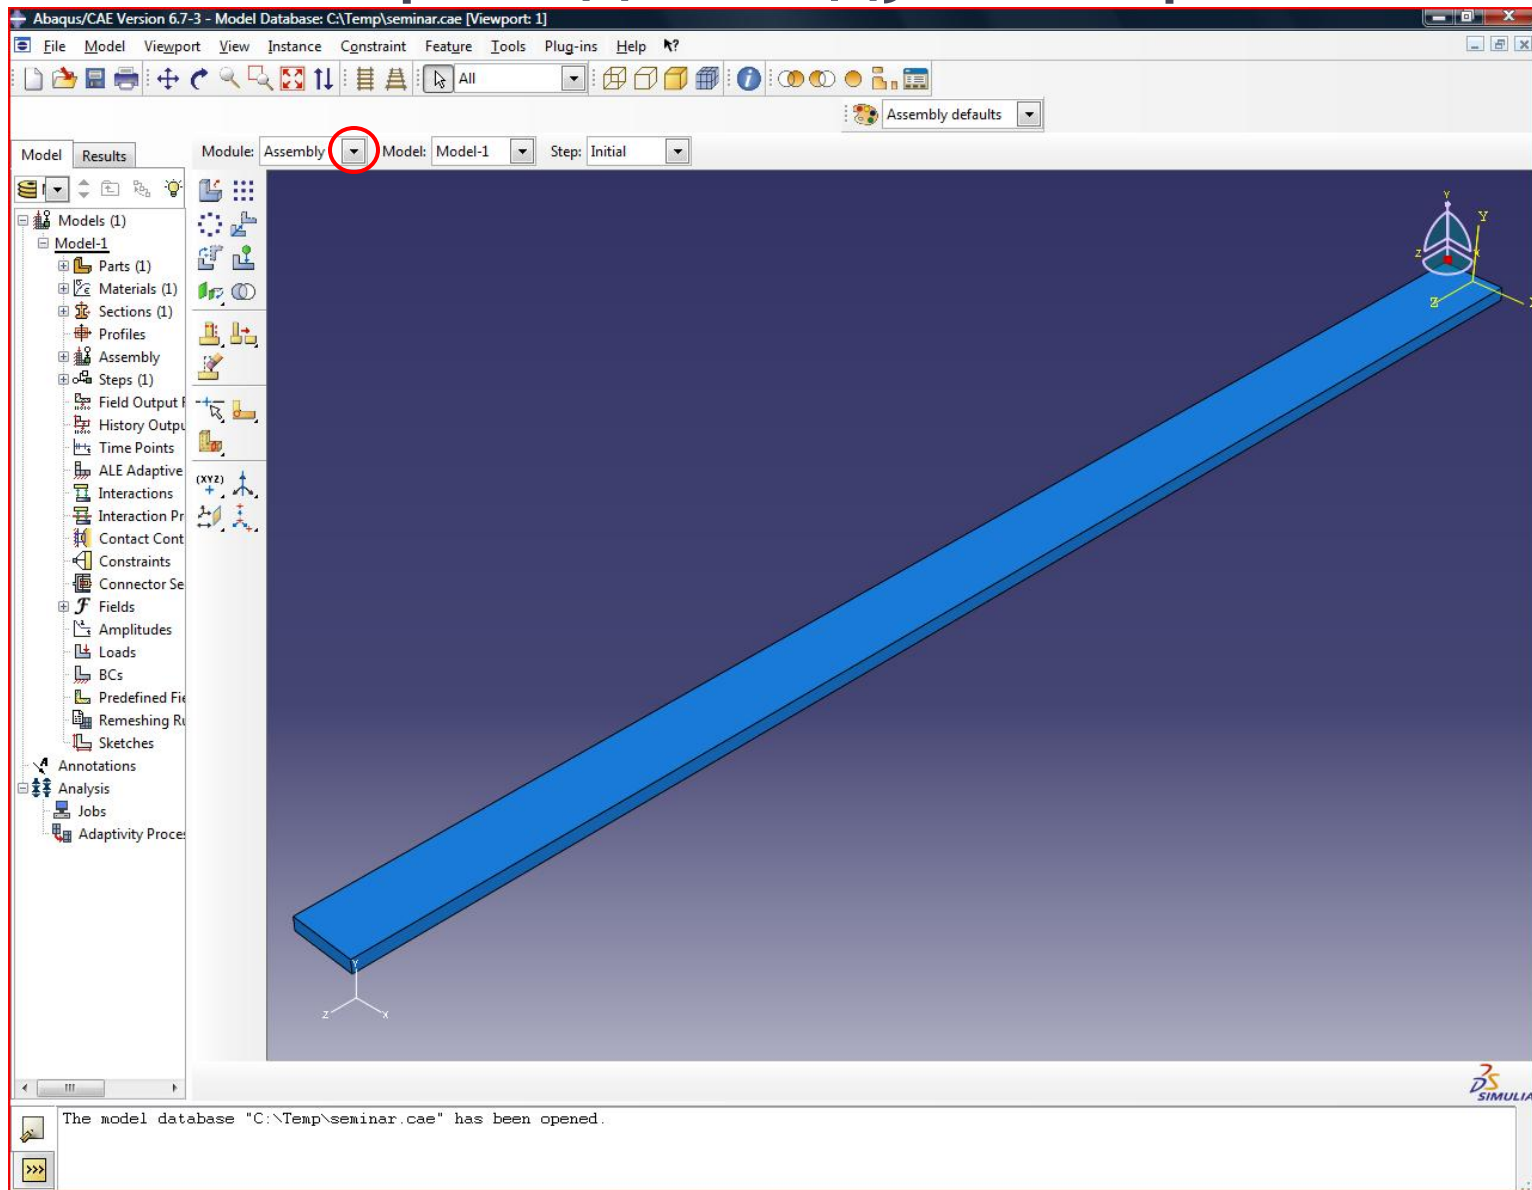 Abaqus/CAE Version 6.7-3 - Model Database: C:\Temp\seminar.cae [Viewport: 1]
File Model Viewport View Instance Constraint Feature Tools Plug-ins Help
All
Assembly defaults
Model Results
Module: Assembly Model: Model-1 Step: Initial
Models (1)
Model-1
Parts (1)
Materials (1)
Sections (1)
Profiles
Assembly
Steps (1)
Field Output
History Outpu
Time Points
ALE Adaptive
Interactions
Interaction Pr
Contact Cont
Constraints
Connector Se
Fields
Amplitudes
Loads
BCs
Predefined Fie
Remeshing Ru
Sketches
Annotations
Analysis
Jobs
Adaptivity Proce
(XYZ)
Y
Y
Z
X
Z
Y
Z
X
SIMULIA
The model database "C:\Temp\seminar.cae" has been opened.
>>>